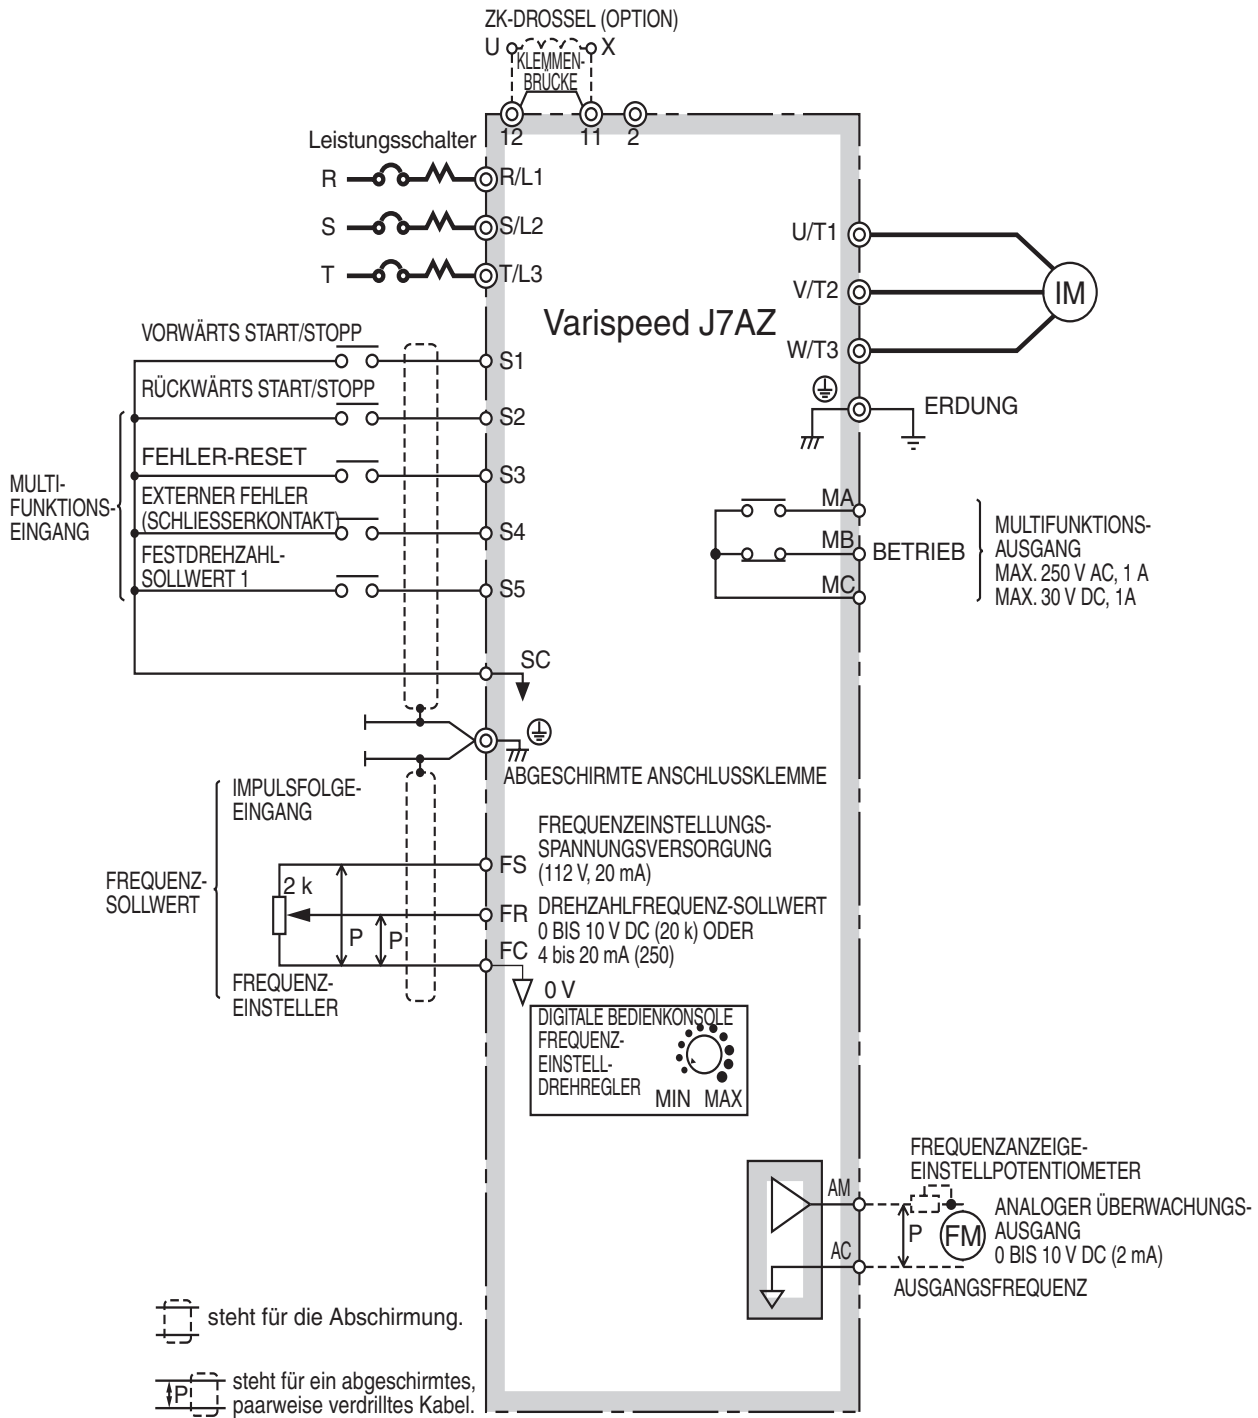 ZK-DROSSEL (OPTION)
U X
KLEMMEN-
BRÜCKE
12 11 2
Leistungsschalter
R R/L1
S S/L2
T T/L3
U/T1
V/T2
W/T3
IM
Varispeed J7AZ
ERDUNG
VORWÄRTS START/STOPP
S1
RÜCKWÄRTS START/STOPP
S2
FEHLER-RESET
S3
EXTERNER FEHLER
(SCHLIESSERKONTAKT)
S4
FESTDREHZAHL-
SOLLWERT 1
S5
MULTI-
FUNKTIONS-
EINGANG
SC
MA
MB
MC
BETRIEB
MULTIFUNKTIONS-
AUSGANG
MAX. 250 V AC, 1 A
MAX. 30 V DC, 1A
ABGESCHIRMTE ANSCHLUSSKLEMME
IMPULSFOLGE-
EINGANG
FREQUENZ-
SOLLWERT
2 k
P P
FREQUENZ-
EINSTELLER
FS
FREQUENZEINSTELLUNGS-
SPANNUNGSVERSORGUNG
(112 V, 20 mA)
FR
DREHZAHLFREQUENZ-SOLLWERT
0 BIS 10 V DC (20 k) ODER
4 bis 20 mA (250)
FC
0 V
DIGITALE BEDIENKONSOLE
FREQUENZ-
EINSTELL-
DREHREGLER
MIN MAX
FREQUENZANZEIGE-
EINSTELLPOTENTIOMETER
AM
AC
P
FM
ANALOGER ÜBERWACHUNGS-
AUSGANG
0 BIS 10 V DC (2 mA)
AUSGANGSFREQUENZ
steht für die Abschirmung.
P
steht für ein abgeschirmtes,
paarweise verdrilltes Kabel.